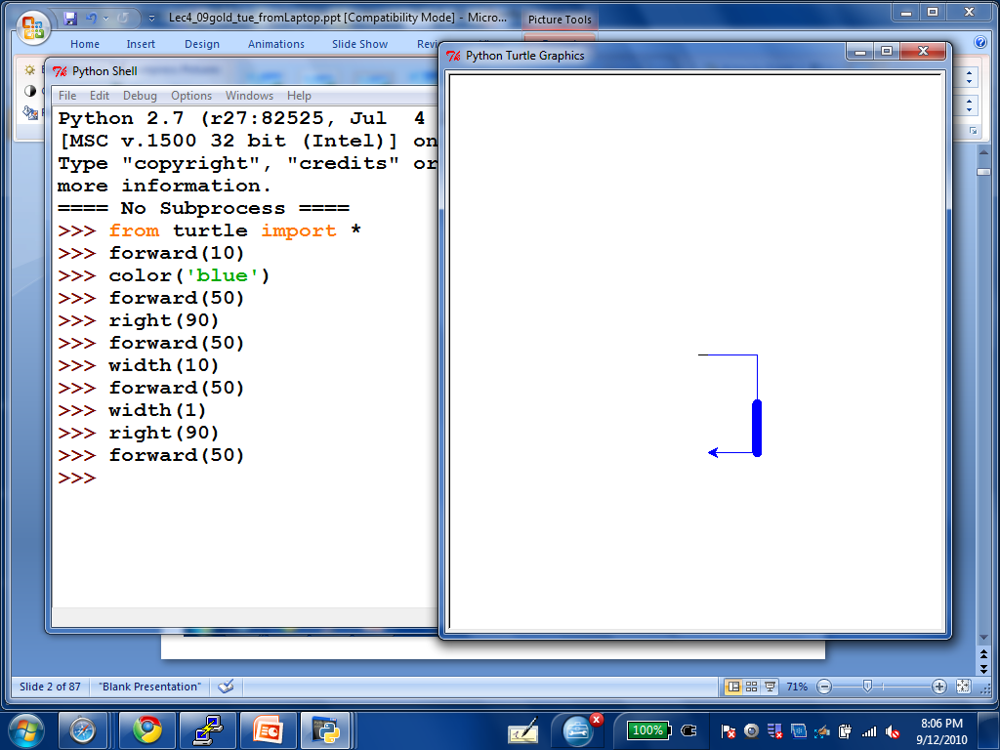 Lec4_09gold_tue_fromLaptop.ppt [Compatibility Mode] - Micro...
Picture Tools
Home Insert Design Animations Slide Show
Python Turtle Graphics
Python Shell
File Edit Debug Options Windows Help
Python 2.7 (r27:82525, Jul 4
[MSC v.1500 32 bit (Intel)] on
Type "copyright", "credits" or
more information.
==== No Subprocess ====
>>> from turtle import *
>>> forward(10)
>>> color('blue')
>>> forward(50)
>>> right(90)
>>> forward(50)
>>> width(10)
>>> forward(50)
>>> width(1)
>>> right(90)
>>> forward(50)
>>>
Slide 2 of 87 "Blank Presentation" 71%
100%
8:06 PM
9/12/2010